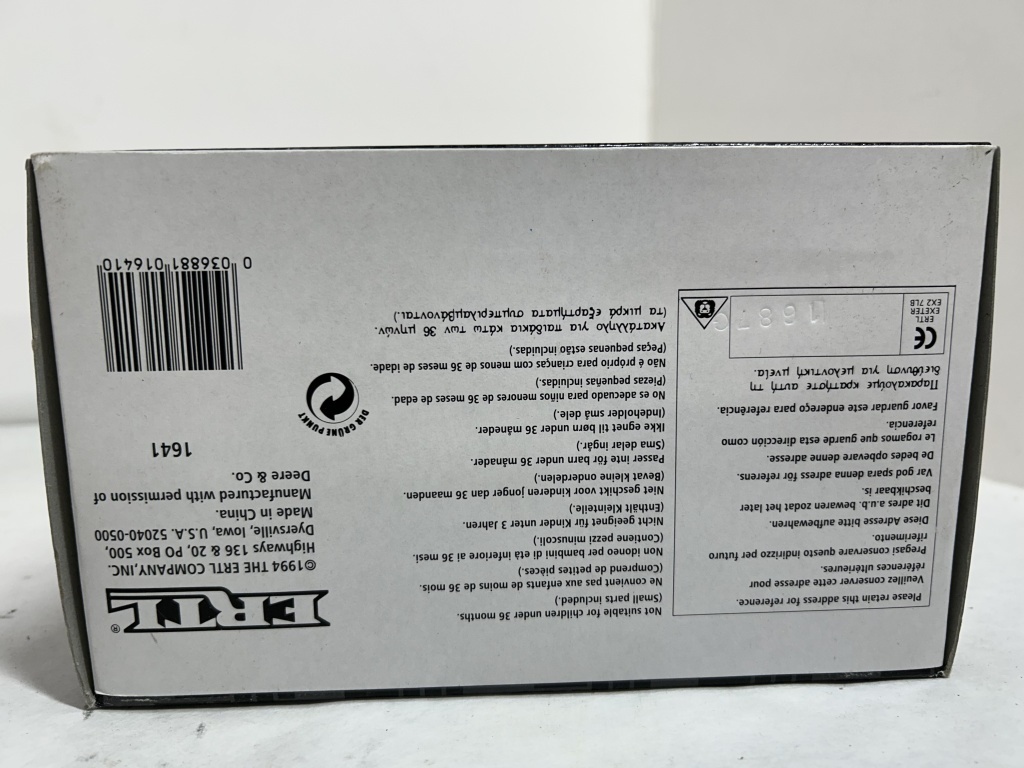 Please retain this address for reference.
Veuillez conserver cette adresse pour
références ultérieures.
Pregasi conservare questo indirizzo per futuro
riferimento.
Diese Adresse bitte aufbewahren.
Dit adres a.u.b. bewaren zodat het later
beschikbaar is.
Var god spara denna adress för referens.
De bedes opbevare denne adresse.
Le rogamos que guarde esta dirección como
referencia.
Favor guardar este endereço para referência.
Παρακαλούμε κρατήστε αυτή τη
διεύθυνση για μελοντική μνεία.
CE
ERTL
EXETER
EX2 7LB
11687C
Not suitable for children under 36 months.
(Small parts included.)
Ne convient pas aux enfants de moins de 36 mois.
(Comprend de petites pièces.)
Non idoneo per bambini di età inferiore ai 36 mesi.
(Contiene pezzi minuscoli.)
Nicht geeignet für Kinder unter 3 Jahren.
(Enthält Kleinteile.)
Niet geschikt voor kinderen jonger dan 36 maanden.
(Bevat kleine onderdelen.)
Passer inte för barn under 36 månader.
(Sma delar ingår.)
Ikke egnet til børn under 36 måneder.
(Indeholder små dele.)
No es adecuado para niños menores de 36 meses de edad.
(Piezas pequeñas incluidas.)
Não é próprio para crianças com menos de 36 meses de idade.
(Peças pequenas estão incluídas.)
Ακατάλληλο για παιδάκια κάτω των 36 μηνών.
(τα μικρά εξαρτήματα συμπεριλαμβάνονται.)
ERTL®
©1994 THE ERTL COMPANY,INC.
Highways 136 & 20, PO Box 500,
Dyersville, Iowa, U.S.A. 52040-0500
Made in China.
Manufactured with permission of
Deere & Co.
1641
DER GRÜNE PUNKT
0 036881 016410